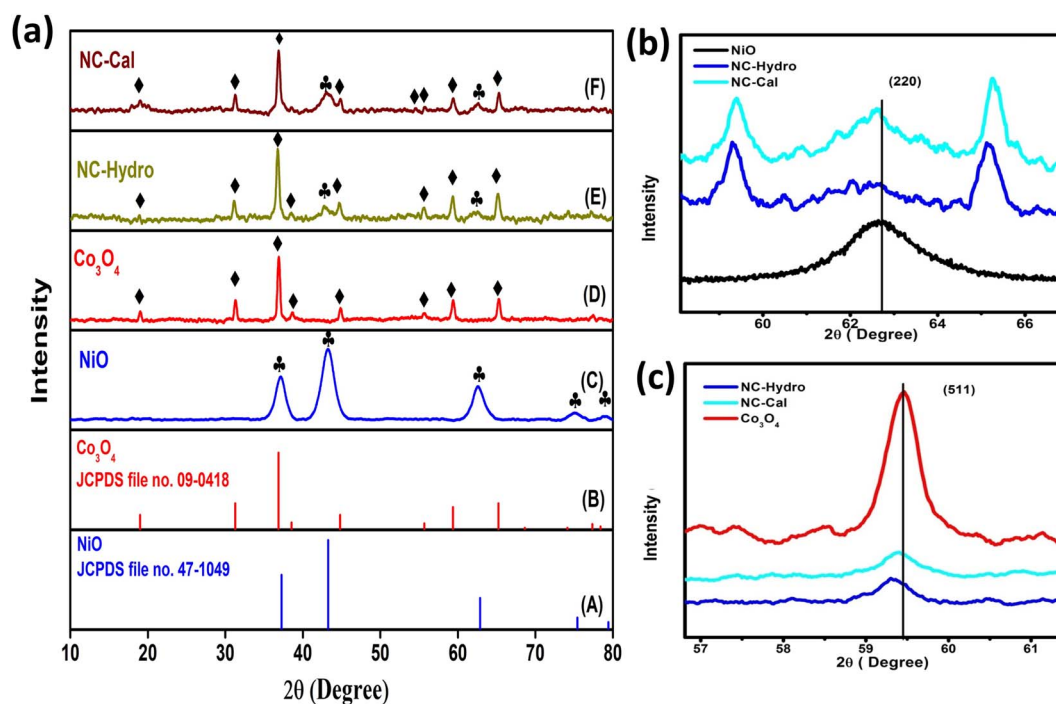 (a)
NC-Cal
(F)
NC-Hydro
(E)
Co₃O₄
(D)
NiO
(C)
Co₃O₄
JCPDS file no. 09-0418
(B)
NiO
JCPDS file no. 47-1049
(A)
Intensity
10 20 30 40 50 60 70 80
2θ (Degree)
(b)
NiO
NC-Hydro
NC-Cal
(220)
Intensity
60 62 64 66
2θ ( Degree)
(c)
NC-Hydro
NC-Cal
Co₃O₄
(511)
Intensity
57 58 59 60 61
2θ ( Degree)